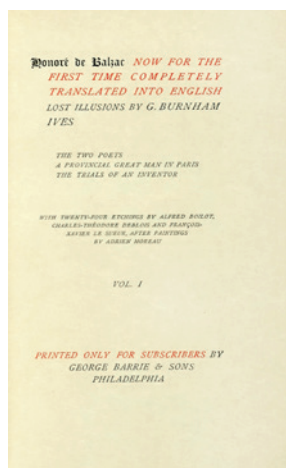 Honoré de Balzac NOW FOR THE
FIRST TIME COMPLETELY
TRANSLATED INTO ENGLISH
LOST ILLUSIONS BY G. BURNHAM
IVES
THE TWO POETS
A PROVINCIAL GREAT MAN IN PARIS
THE TRIALS OF AN INVENTOR
WITH TWENTY-FOUR ETCHINGS BY ALFRED BOILOT,
CHARLES-THÉODORE DEBLOIS AND FRANÇOIS-
XAVIER LE SUEUR, AFTER PAINTINGS
BY ADRIEN MOREAU
VOL. I
PRINTED ONLY FOR SUBSCRIBERS BY
GEORGE BARRIE & SONS
PHILADELPHIA